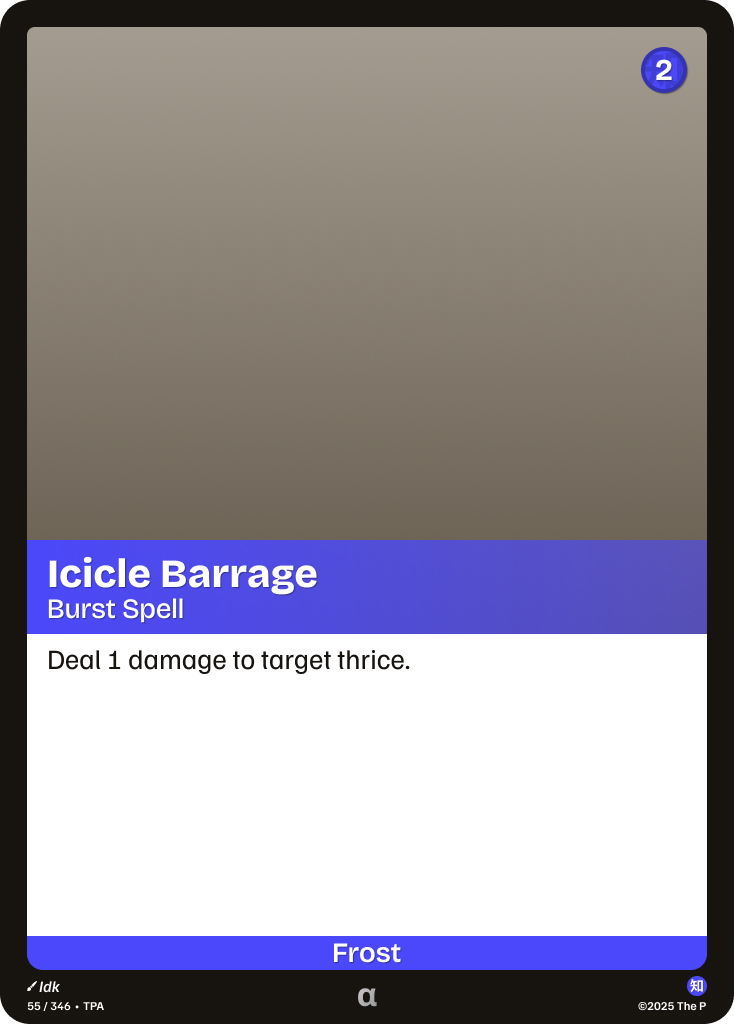 2
Icicle Barrage
Burst Spell
Deal 1 damage to target thrice.
Frost
Idk
55 / 346 • TPA
α
知
©2025 The P